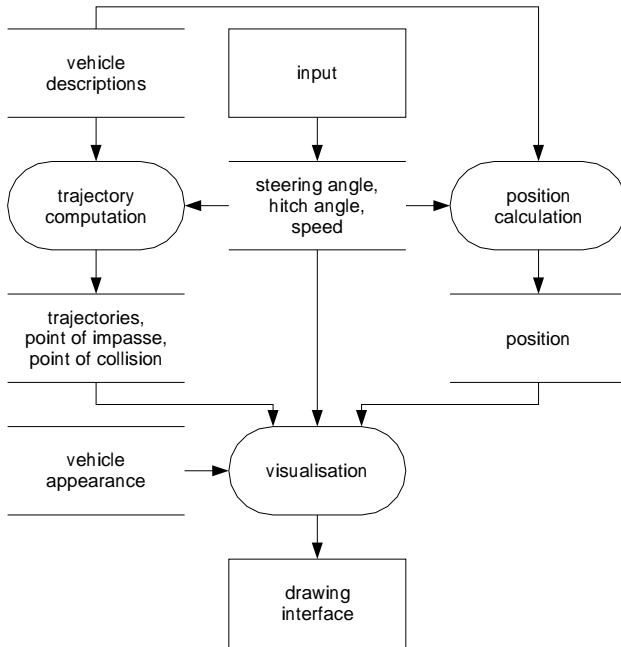 vehicle
descriptions
input
trajectory
computation
steering angle,
hitch angle,
speed
position
calculation
trajectories,
point of impasse,
point of collision
position
vehicle
appearance
visualisation
drawing
interface